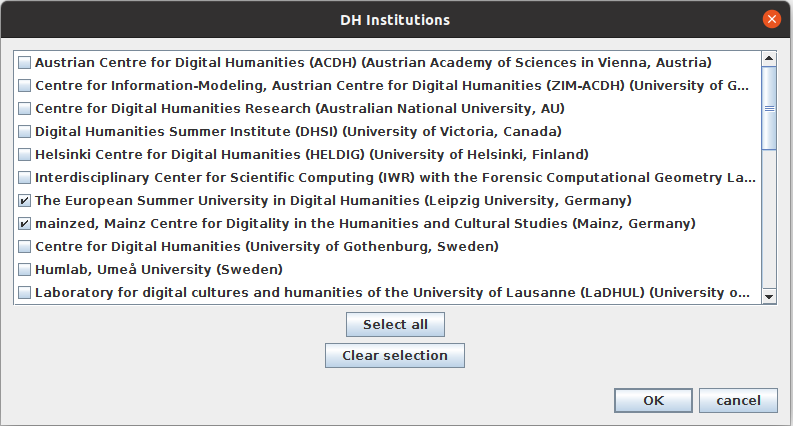 DH Institutions
Austrian Centre for Digital Humanities (ACDH) (Austrian Academy of Sciences in Vienna, Austria)
Centre for Information-Modeling, Austrian Centre for Digital Humanities (ZIM-ACDH) (University of G...
Centre for Digital Humanities Research (Australian National University, AU)
Digital Humanities Summer Institute (DHSI) (University of Victoria, Canada)
Helsinki Centre for Digital Humanities (HELDIG) (University of Helsinki, Finland)
Interdisciplinary Center for Scientific Computing (IWR) with the Forensic Computational Geometry La...
The European Summer University in Digital Humanities (Leipzig University, Germany)
mainzed, Mainz Centre for Digitality in the Humanities and Cultural Studies (Mainz, Germany)
Centre for Digital Humanities (University of Gothenburg, Sweden)
Humlab, Umeå University (Sweden)
Laboratory for digital cultures and humanities of the University of Lausanne (LaDHUL) (University o...
Select all
Clear selection
OK
cancel